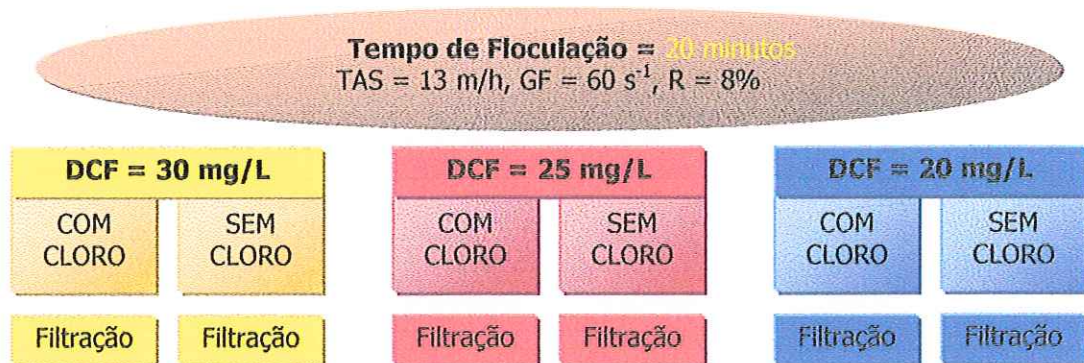 Tempo de Floculação = 20 minutos
TAS = 13 m/h, GF = 60 s⁻¹, R = 8%
DCF = 30 mg/L
COM CLORO
SEM CLORO
Filtração
Filtração
DCF = 25 mg/L
COM CLORO
SEM CLORO
Filtração
Filtração
DCF = 20 mg/L
COM CLORO
SEM CLORO
Filtração
Filtração